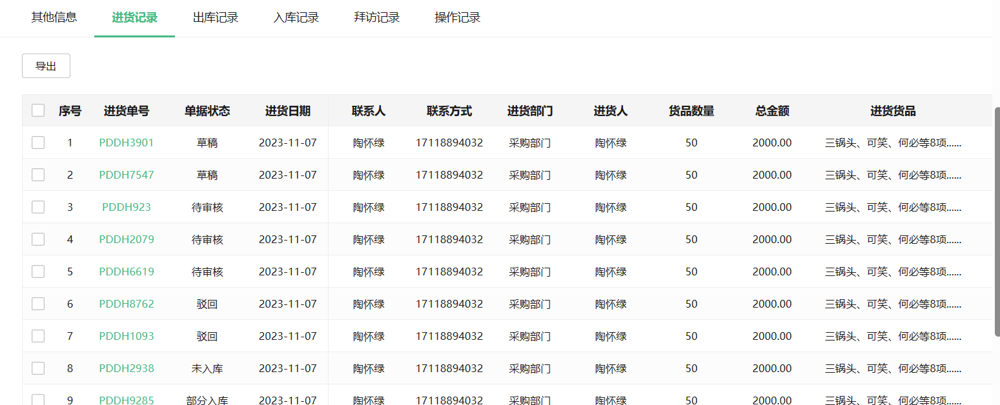 其他信息 进货记录 出库记录 入库记录 拜访记录 操作记录
导出
序号 进货单号 单据状态 进货日期 联系人 联系方式 进货部门 进货人 货品数量 总金额 进货货品
1 PDDH3901 草稿 2023-11-07 陶怀绿 17118894032 采购部门 陶怀绿 50 2000.00 三锅头、可笑、何必等8项......
2 PDDH7547 草稿 2023-11-07 陶怀绿 17118894032 采购部门 陶怀绿 50 2000.00 三锅头、可笑、何必等8项......
3 PDDH923 待审核 2023-11-07 陶怀绿 17118894032 采购部门 陶怀绿 50 2000.00 三锅头、可笑、何必等8项......
4 PDDH2079 待审核 2023-11-07 陶怀绿 17118894032 采购部门 陶怀绿 50 2000.00 三锅头、可笑、何必等8项......
5 PDDH6619 待审核 2023-11-07 陶怀绿 17118894032 采购部门 陶怀绿 50 2000.00 三锅头、可笑、何必等8项......
6 PDDH8762 驳回 2023-11-07 陶怀绿 17118894032 采购部门 陶怀绿 50 2000.00 三锅头、可笑、何必等8项......
7 PDDH1093 驳回 2023-11-07 陶怀绿 17118894032 采购部门 陶怀绿 50 2000.00 三锅头、可笑、何必等8项......
8 PDDH2938 未入库 2023-11-07 陶怀绿 17118894032 采购部门 陶怀绿 50 2000.00 三锅头、可笑、何必等8项......
9 PDDH9285 部分入库 2023-11-07 陶怀绿 17118894032 采购部门 陶怀绿 50 2000.00 三锅头、可笑、何必等8项......